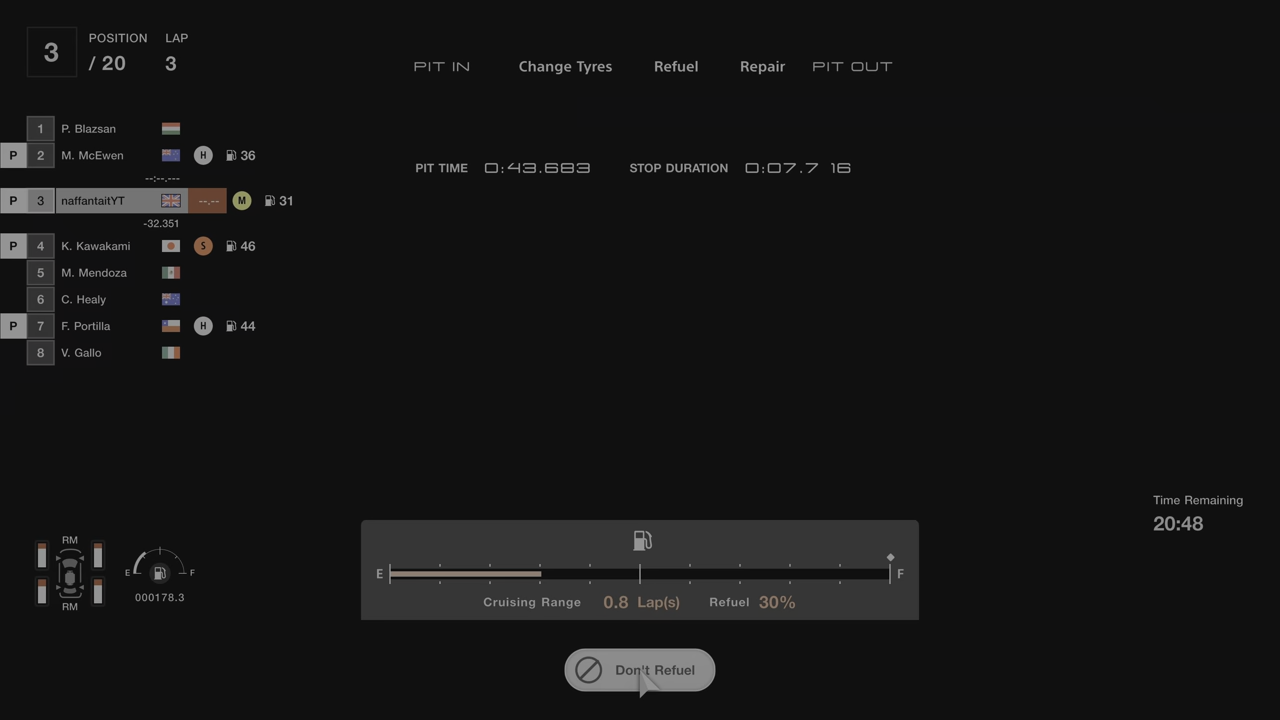 3
POSITION
/ 20
LAP
3
PIT IN
Change Tyres
Refuel
Repair
PIT OUT
1 P. Blazsan
P 2 M. McEwen H 36
--:--.---
P 3 naffantaitYT --.-- M 31
-32.351
P 4 K. Kawakami S 46
5 M. Mendoza
6 C. Healy
P 7 F. Portilla H 44
8 V. Gallo
PIT TIME 0:43.683 STOP DURATION 0:07.7 16
Time Remaining
20:48
RM
RM
E F
000178.3
E F
Cruising Range 0.8 Lap(s) Refuel 30%
Don't Refuel